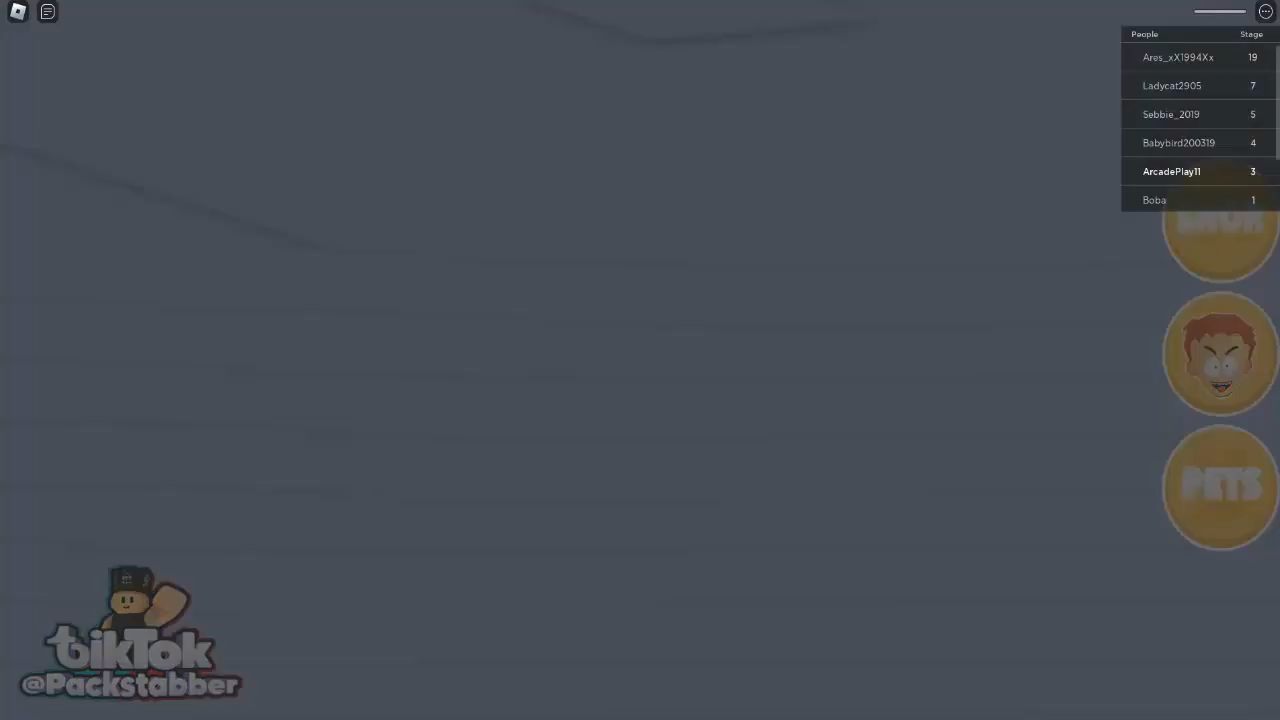 People Stage
Ares_xX1994Xx 19
Ladycat2905 7
Sebbie_2019 5
Babybird200319 4
ArcadePlay11 3
Boba 1
PETS
tikTok
@Packstabber